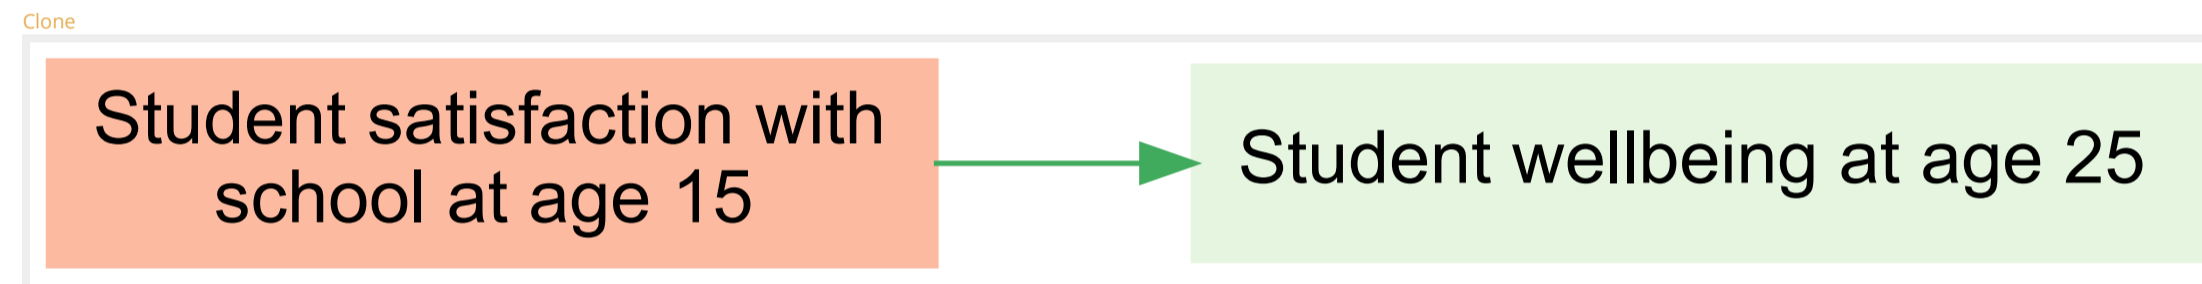 Clone
Student satisfaction with
school at age 15
Student wellbeing at age 25